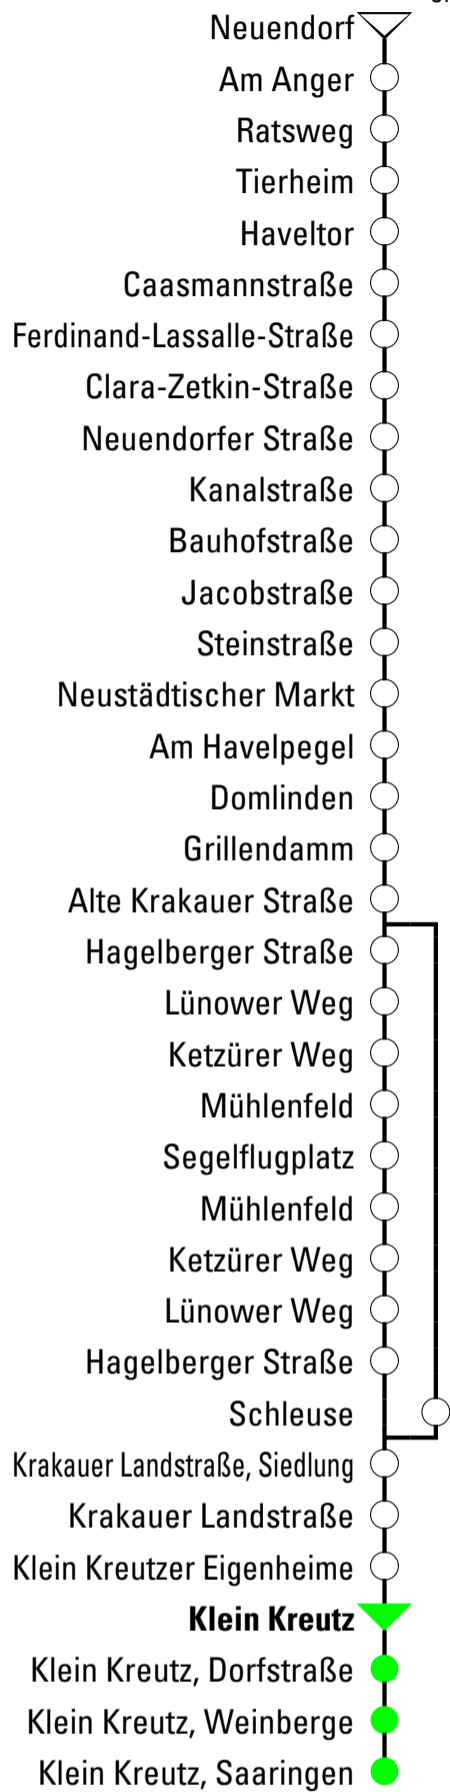 Neuendorf
Am Anger
Ratsweg
Tierheim
Haveltor
Caasmannstraße
Ferdinand-Lassalle-Straße
Clara-Zetkin-Straße
Neuendorfer Straße
Kanalstraße
Bauhofstraße
Jacobstraße
Steinstraße
Neustädtischer Markt
Am Havelpegel
Domlinden
Grillendamm
Alte Krakauer Straße
Hagelberger Straße
Lünower Weg
Ketzürer Weg
Mühlenfeld
Segelflugplatz
Mühlenfeld
Ketzürer Weg
Lünower Weg
Hagelberger Straße
Schleuse
Krakauer Landstraße, Siedlung
Krakauer Landstraße
Klein Kreutzer Eigenheime
Klein Kreutz
Klein Kreutz, Dorfstraße
Klein Kreutz, Weinberge
Klein Kreutz, Saaringen